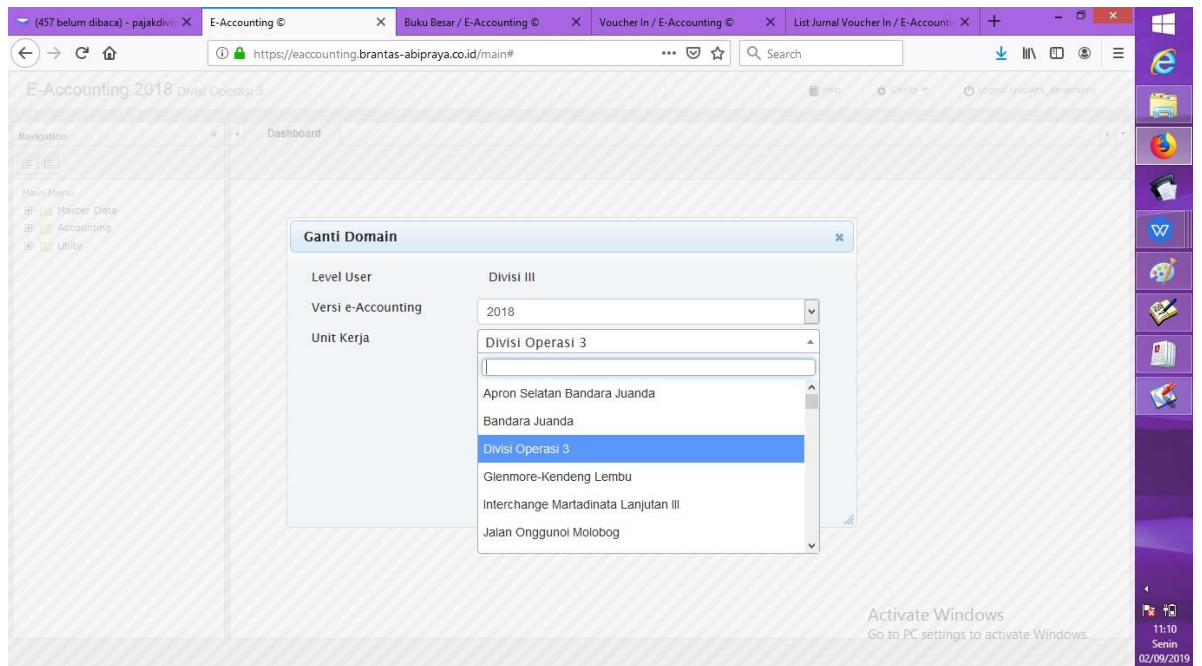 (457 belum dibaca) - pajakdivis
E-Accounting ©
Buku Besar / E-Accounting ©
Voucher In / E-Accounting ©
List Jurnal Voucher In / E-Accountin
https://eaccounting.brantas-abipraya.co.id/main#
Search
E-Accounting 2018 Divisi Operasi 3
Help
Config
Navigation
Dashboard
Main Menu
Master Data
Accounting
Utilty
Ganti Domain
Level User
Divisi III
Versi e-Accounting
2018
Unit Kerja
Divisi Operasi 3
Apron Selatan Bandara Juanda
Bandara Juanda
Divisi Operasi 3
Glenmore-Kendeng Lembu
Interchange Martadinata Lanjutan III
Jalan Onggunoi Molobog
Activate Windows
Go to PC settings to activate Windows.
11:10
Senin
02/09/2019